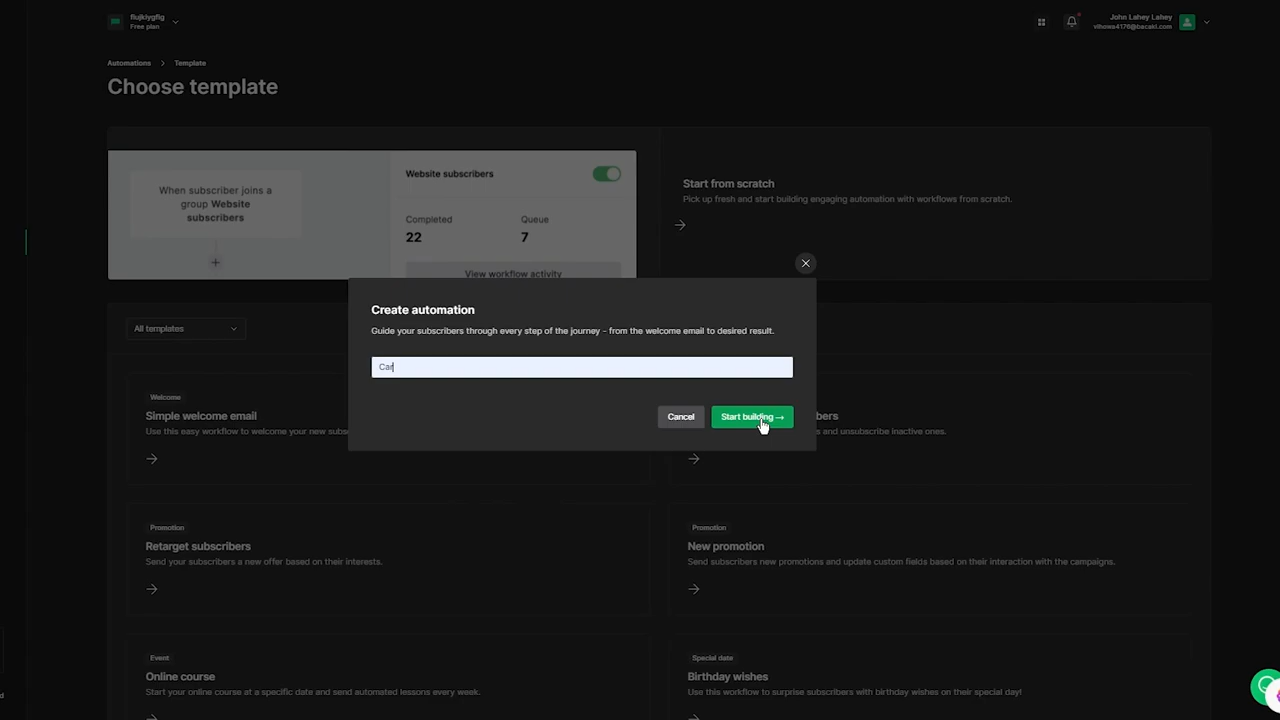 flujklygfig
Free plan
John Lahey Lahey
Automations > Template
Choose template
When subscriber joins a
group Website
subscribers
Website subscribers
Completed
Queue
22
7
View workflow activity
Start from scratch
Pick up fresh and start building engaging automation with workflows from scratch.
Create automation
Guide your subscribers through every step of the journey – from the welcome email to desired result.
Car
Cancel
Start building →
All templates
Welcome
Simple welcome email
Use this easy workflow to welcome your new subs
bers
and unsubscribe inactive ones.
Promotion
Retarget subscribers
Send your subscribers a new offer based on their interests.
Promotion
New promotion
Send subscribers new promotions and update custom fields based on their interaction with the campaigns.
Event
Online course
Start your online course at a specific date and send automated lessons every week.
Special date
Birthday wishes
Use this workflow to surprise subscribers with birthday wishes on their special day!